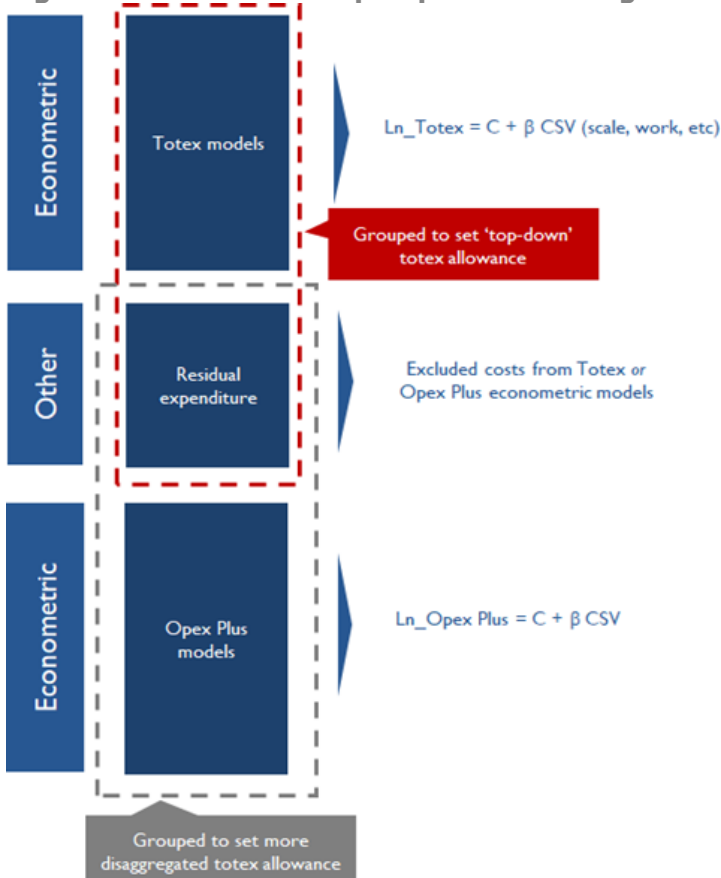 Econometric
Totex models
Ln_Totex = C + β CSV (scale, work, etc)
Grouped to set ‘top-down’
totex allowance
Other
Residual
expenditure
Excluded costs from Totex or
Opex Plus econometric models
Econometric
Opex Plus
models
Ln_Opex Plus = C + β CSV
Grouped to set more
disaggregated totex allowance